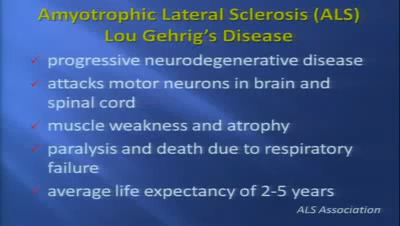 Amyotrophic Lateral Sclerosis (ALS)
Lou Gehrig's Disease
progressive neurodegenerative disease
attacks motor neurons in brain and
spinal cord
muscle weakness and atrophy
paralysis and death due to respiratory
failure
average life expectancy of 2-5 years
ALS Association